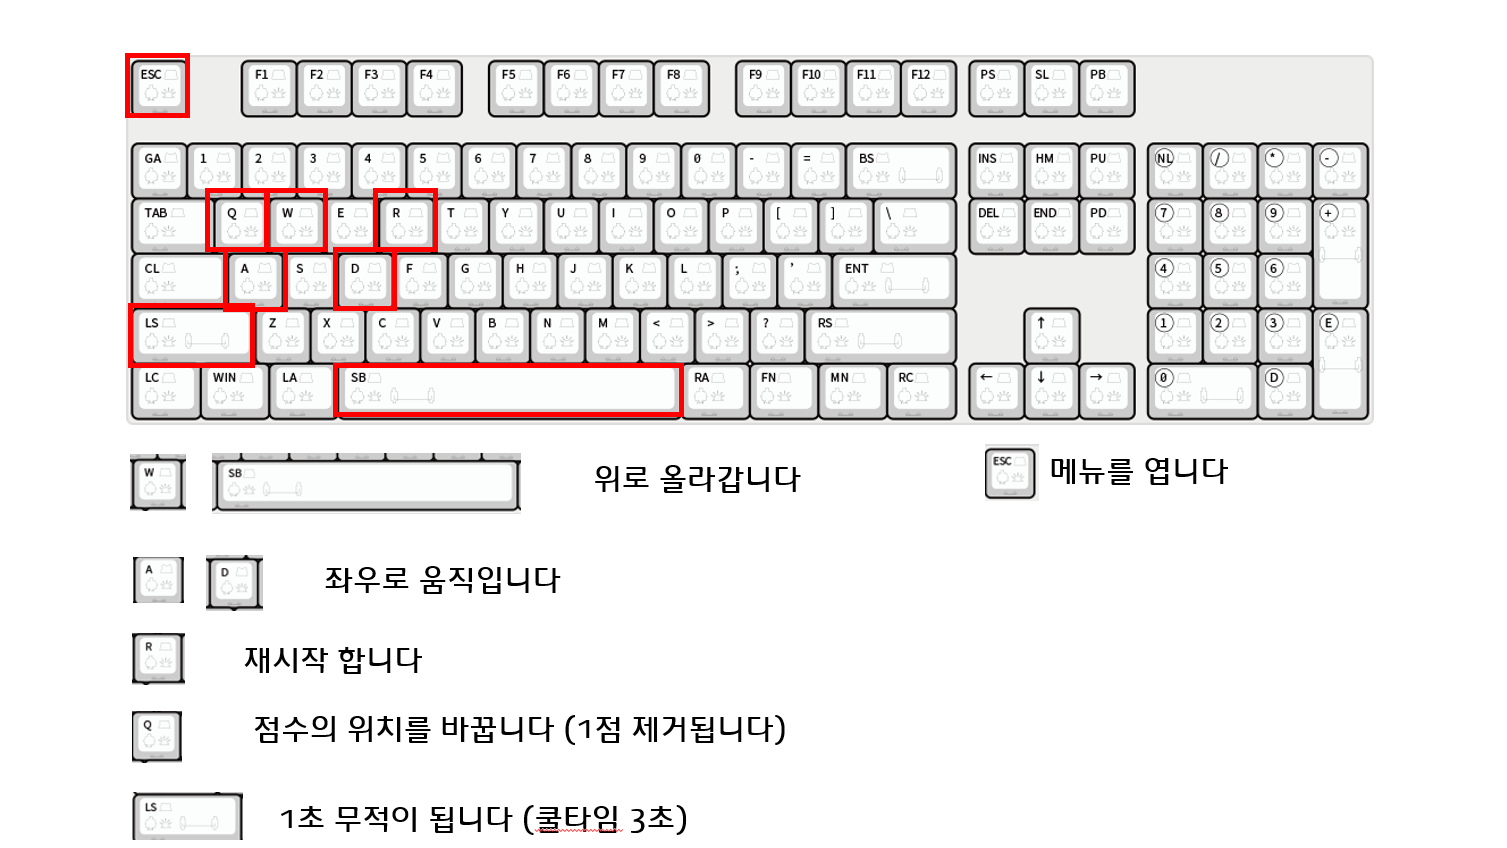 ESC F1 F2 F3 F4 F5 F6 F7 F8 F9 F10 F11 F12 PS SL PB
GA 1 2 3 4 5 6 7 8 9 0 - = BS INS HM PU NL / * -
TAB Q W E R T Y U I O P [ ] \ DEL END PD 7 8 9 +
CL A S D F G H J K L ; ' ENT 4 5 6
LS Z X C V B N M < > ? RS ↑ 1 2 3 E
LC WIN LA SB RA FN MN RC ← ↓ → 0 D
W SB 위로 올라갑니다 ESC 메뉴를 엽니다
A D 좌우로 움직입니다
R 재시작 합니다
Q 점수의 위치를 바꿉니다 (1점 제거됩니다)
LS 1초 무적이 됩니다 (쿨타임 3초)